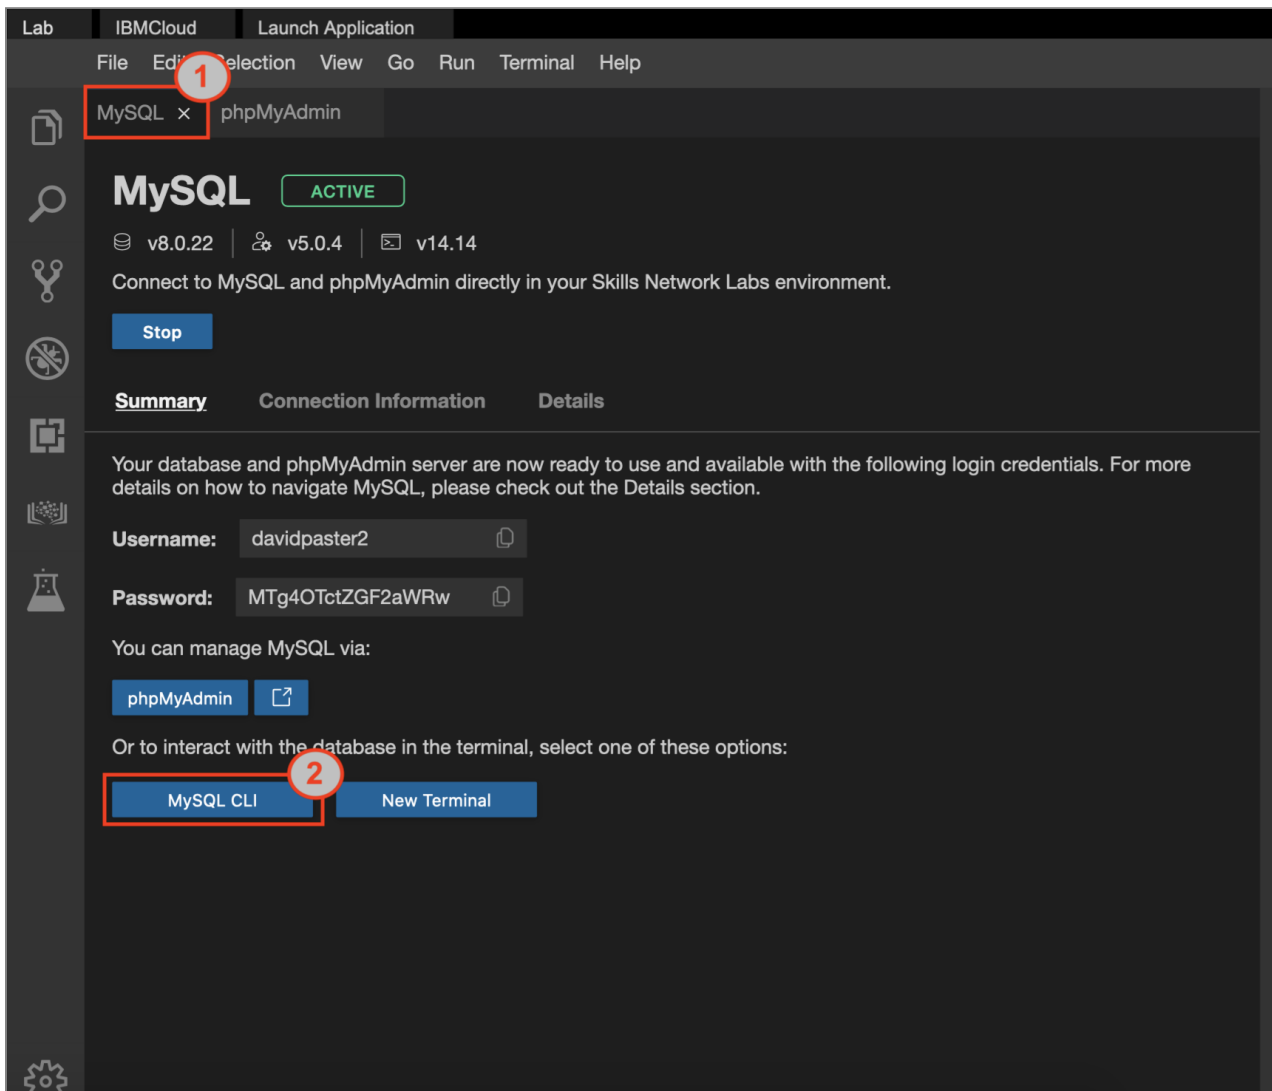 Lab IBMCloud Launch Application
File Edit Selection View Go Run Terminal Help
1
MySQL × phpMyAdmin
MySQL ACTIVE
v8.0.22 v5.0.4 v14.14
Connect to MySQL and phpMyAdmin directly in your Skills Network Labs environment.
Stop
Summary Connection Information Details
Your database and phpMyAdmin server are now ready to use and available with the following login credentials. For more
details on how to navigate MySQL, please check out the Details section.
Username: davidpaster2
Password: MTg4OTctZGF2aWRw
You can manage MySQL via:
phpMyAdmin
Or to interact with the database in the terminal, select one of these options:
2
MySQL CLI New Terminal